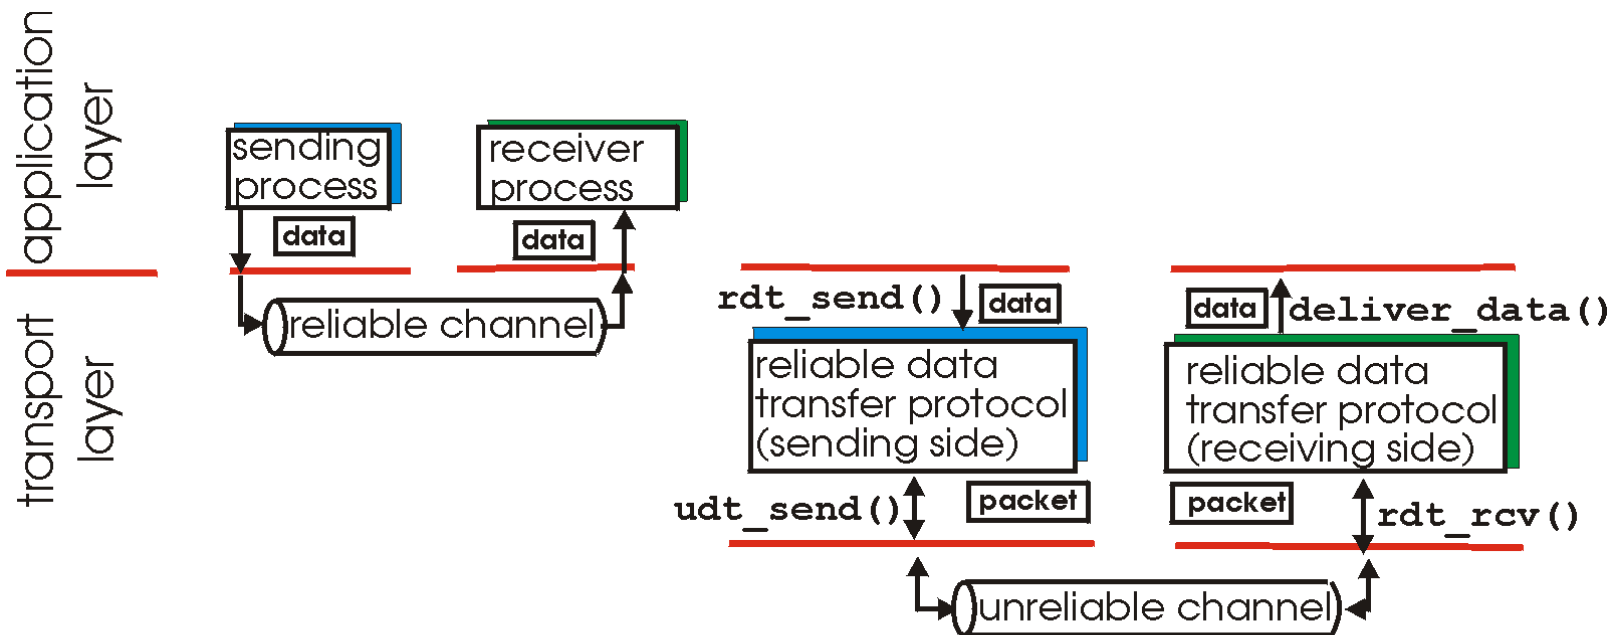 application
layer
transport
layer
sending
process
data
receiver
process
data
reliable channel
rdt_send()
data
reliable data
transfer protocol
(sending side)
udt_send()
packet
data
deliver_data()
reliable data
transfer protocol
(receiving side)
packet
rdt_rcv()
unreliable channel